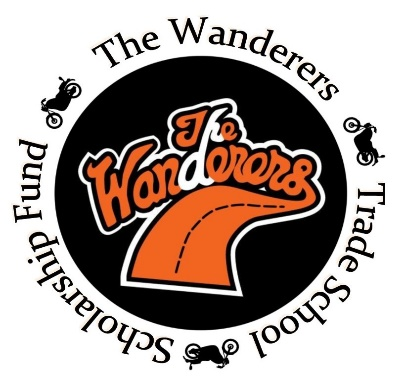 The Wanderers
Trade School
Scholarship Fund
The
Wanderers